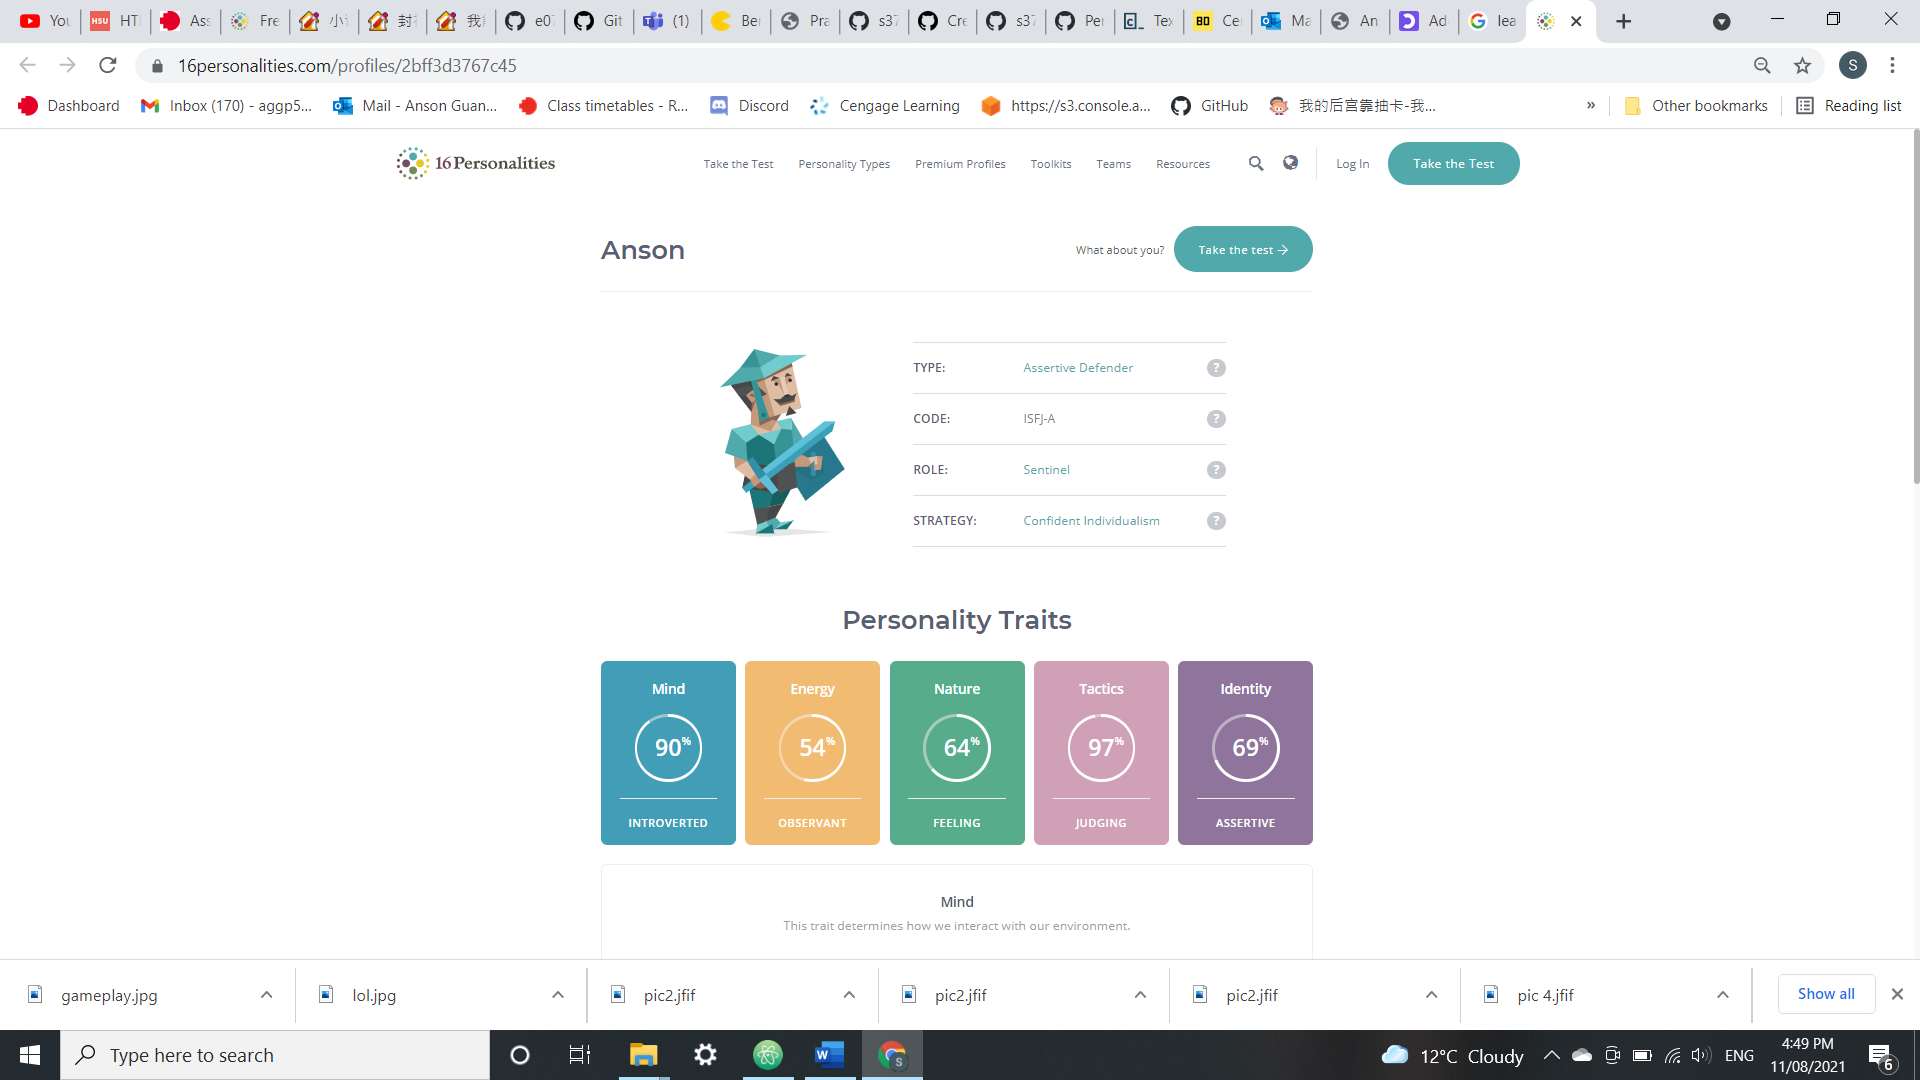 You HTI Ass Fre 小i 封礻 我能 e07 Git (1) Ber Pra s37 Cre s37 Per Tex Cer Ma An Ad lea
16personalities.com/profiles/2bff3d3767c45 S
Dashboard Inbox (170) - aggp5... Mail - Anson Guan... Class timetables - R... Discord Cengage Learning https://s3.console.a... GitHub 我的后宫靠抽卡-我... » Other bookmarks Reading list
16Personalities Take the Test Personality Types Premium Profiles Toolkits Teams Resources Log In Take the Test
Anson What about you? Take the test →
TYPE: Assertive Defender ?
CODE: ISFJ-A ?
ROLE: Sentinel ?
STRATEGY: Confident Individualism ?
Personality Traits
Mind Energy Nature Tactics Identity
90% 54% 64% 97% 69%
INTROVERTED OBSERVANT FEELING JUDGING ASSERTIVE
Mind
This trait determines how we interact with our environment.
gameplay.jpg lol.jpg pic2.jfif pic2.jfif pic2.jfif pic 4.jfif Show all
Type here to search 12°C Cloudy ENG 4:49 PM
11/08/2021 6